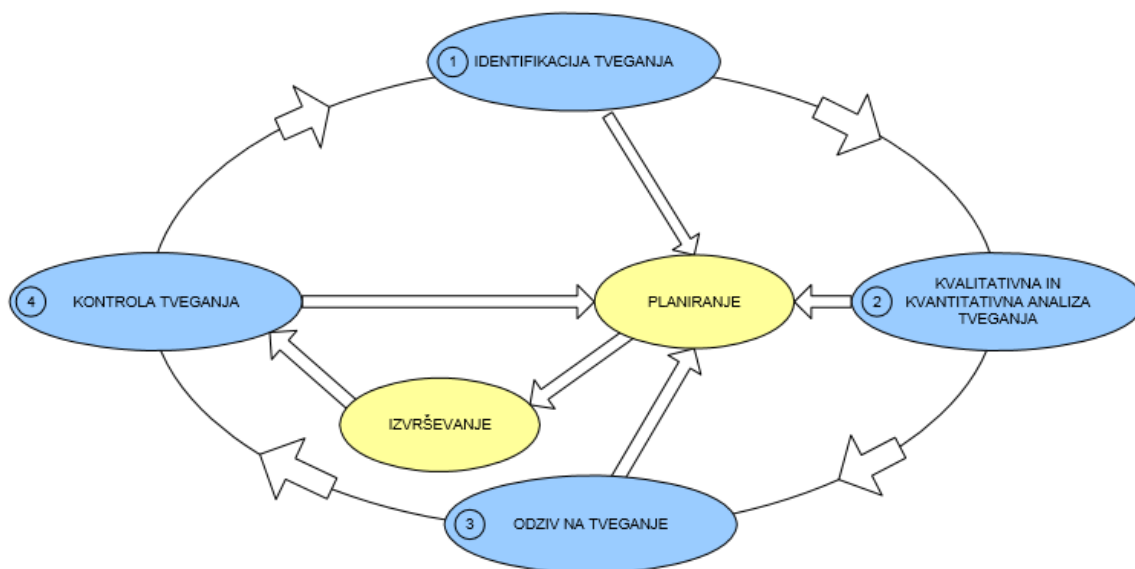 1 IDENTIFIKACIJA TVEGANJA
KVALITATIVNA IN
2 KVANTITATIVNA ANALIZA
TVEGANJA
4 KONTROLA TVEGANJA
PLANIRANJE
IZVRŠEVANJE
3 ODZIV NA TVEGANJE